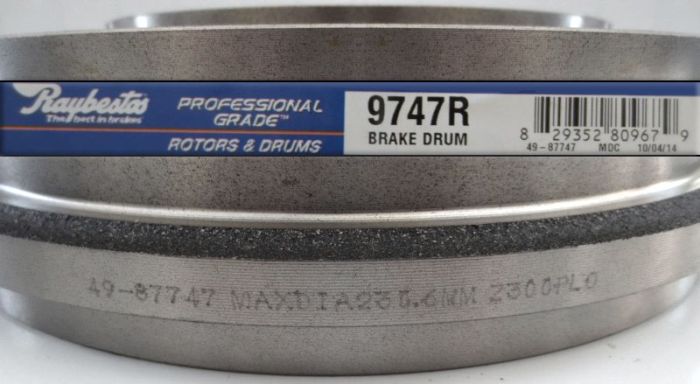 Raybestos
The best in brakes
PROFESSIONAL
GRADE™
ROTORS & DRUMS
9747R
BRAKE DRUM
8 29352 80967 9
49-87747 MDC 10/04/14
49-87747 MAXDIA 2300PLO